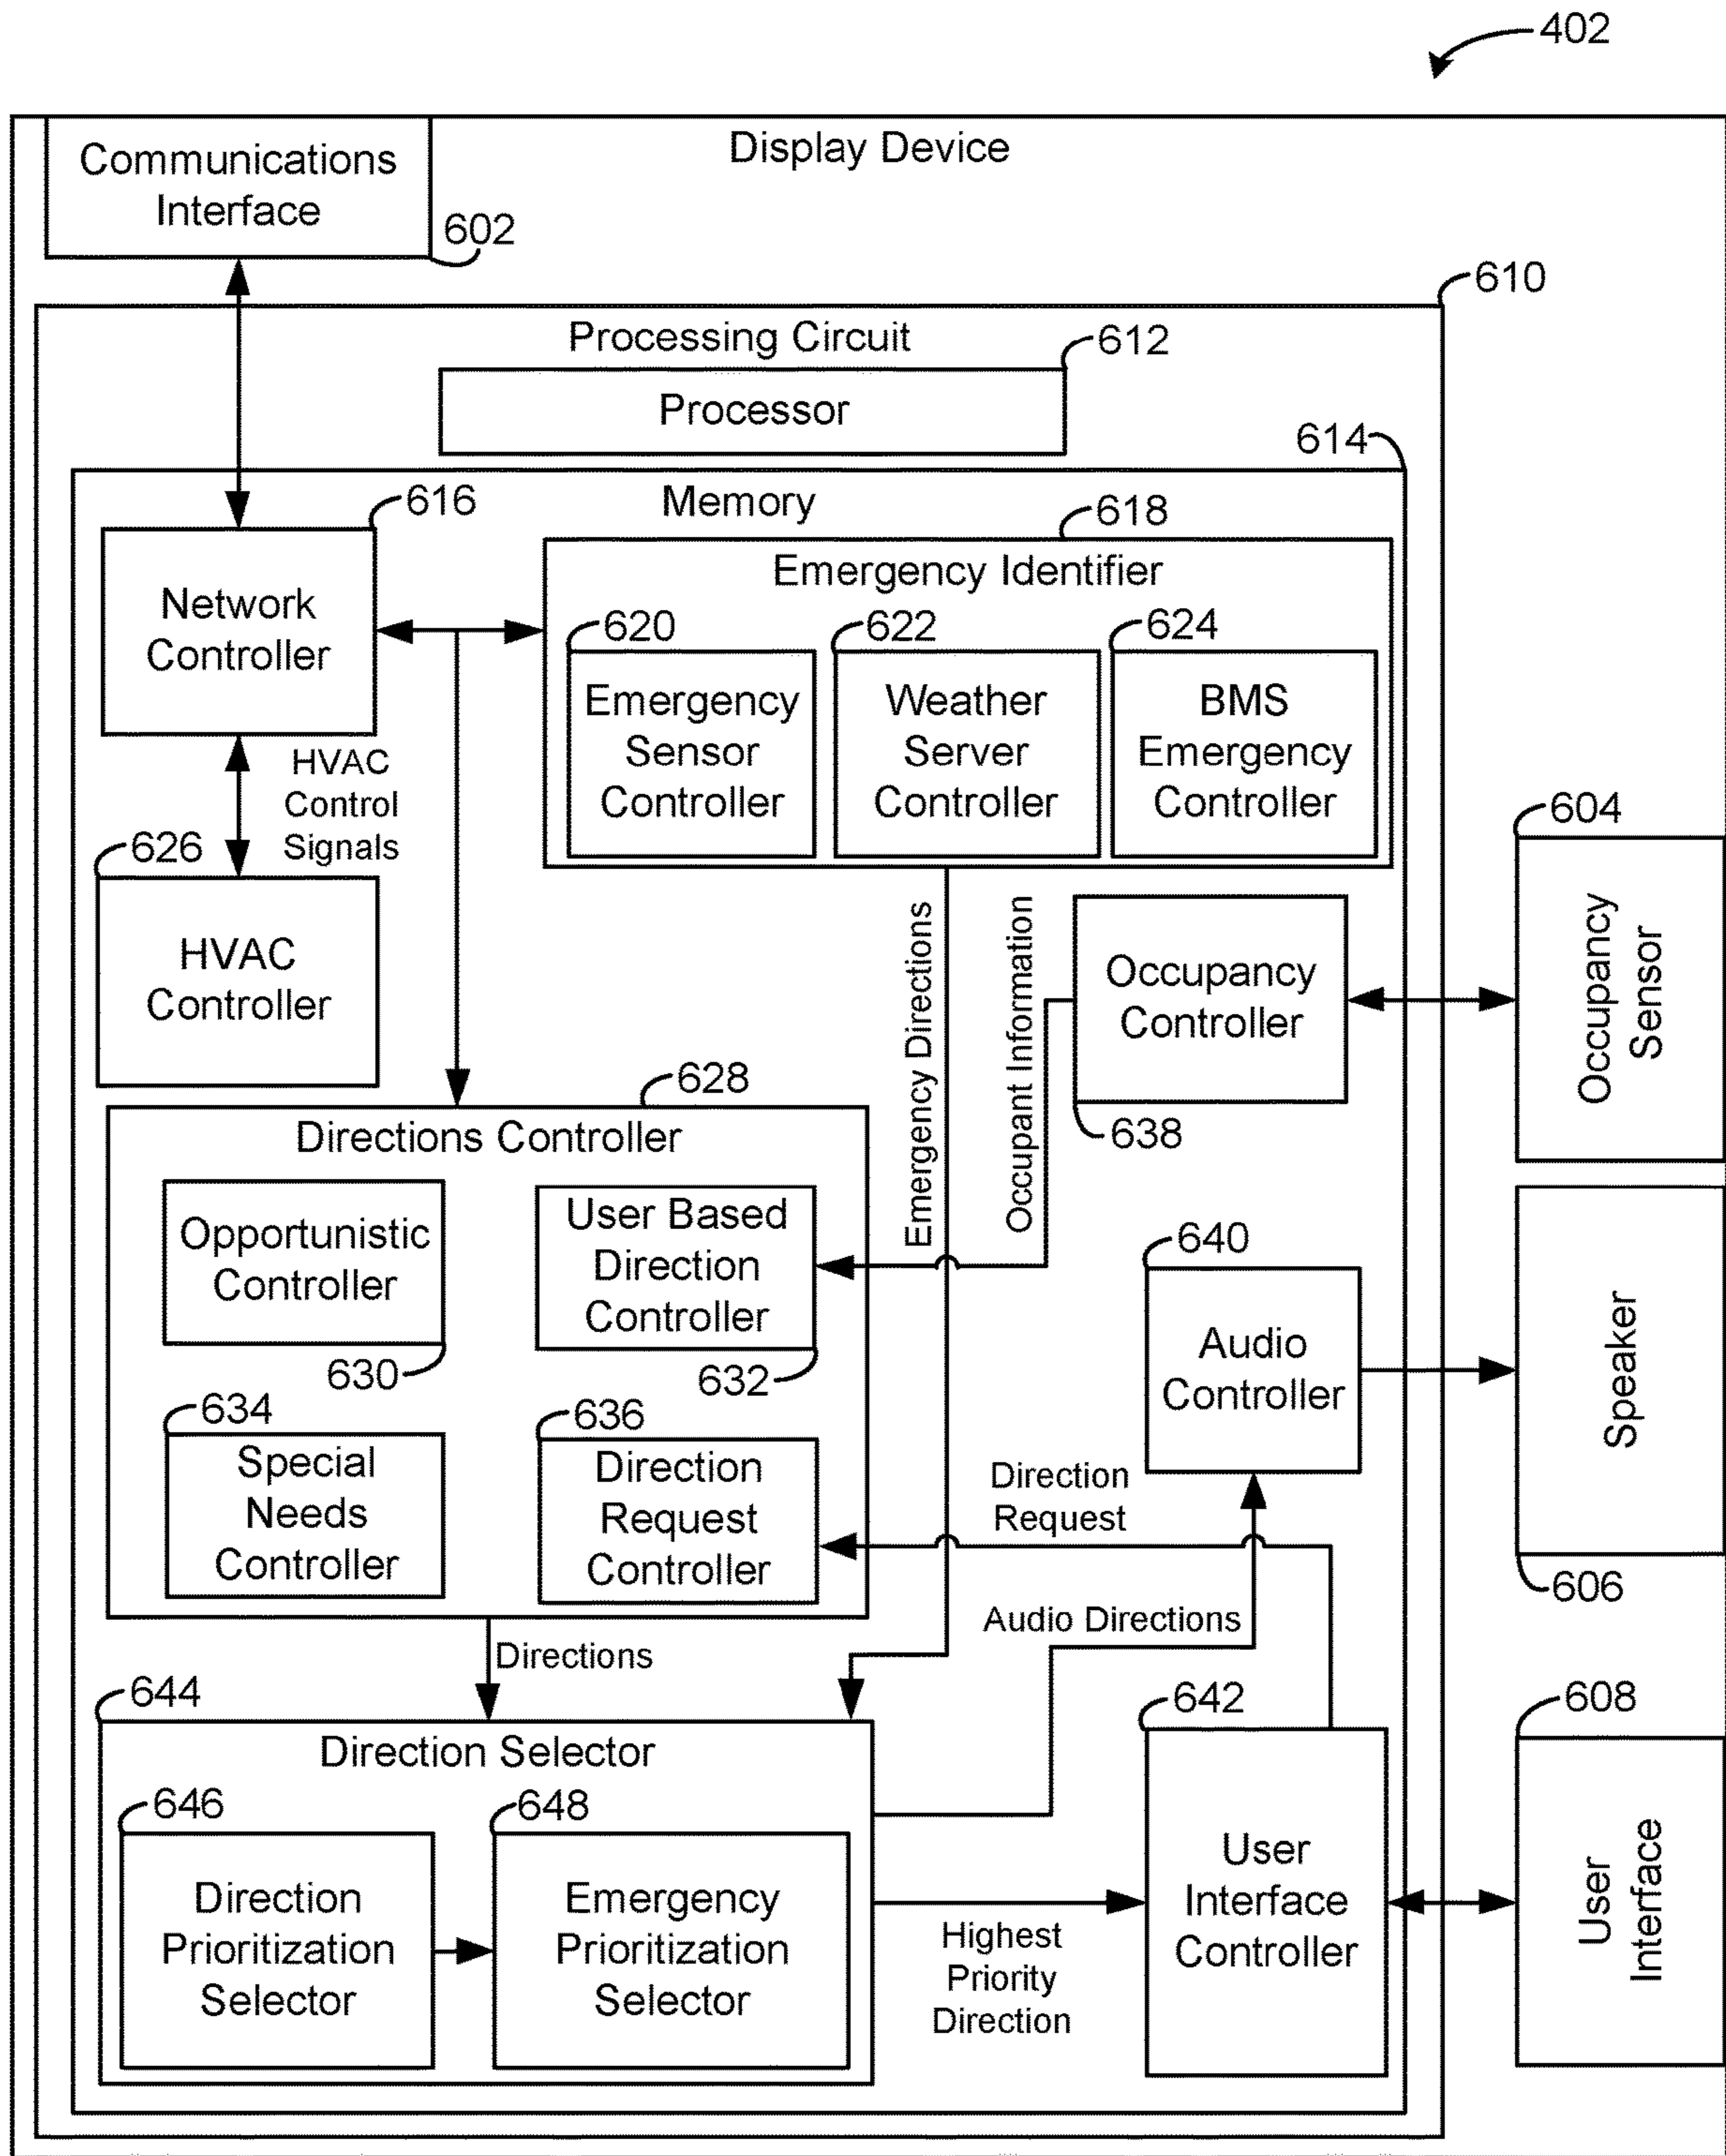 402
Display Device
Communications
Interface
602
610
Processing Circuit
612
Processor
614
Memory
616
618
Network
Controller
Emergency Identifier
620
622
624
Emergency
Sensor
Controller
Weather
Server
Controller
BMS
Emergency
Controller
HVAC
Control
Signals
626
HVAC
Controller
604
Occupancy
Sensor
Emergency Directions
Occupant Information
Occupancy
Controller
638
628
Directions Controller
Opportunistic
Controller
630
User Based
Direction
Controller
632
634
Special
Needs
Controller
636
Direction
Request
Controller
640
Audio
Controller
Speaker
606
Direction
Request
Audio Directions
Directions
644
Direction Selector
646
Direction
Prioritization
Selector
648
Emergency
Prioritization
Selector
Highest
Priority
Direction
642
User
Interface
Controller
608
User
Interface